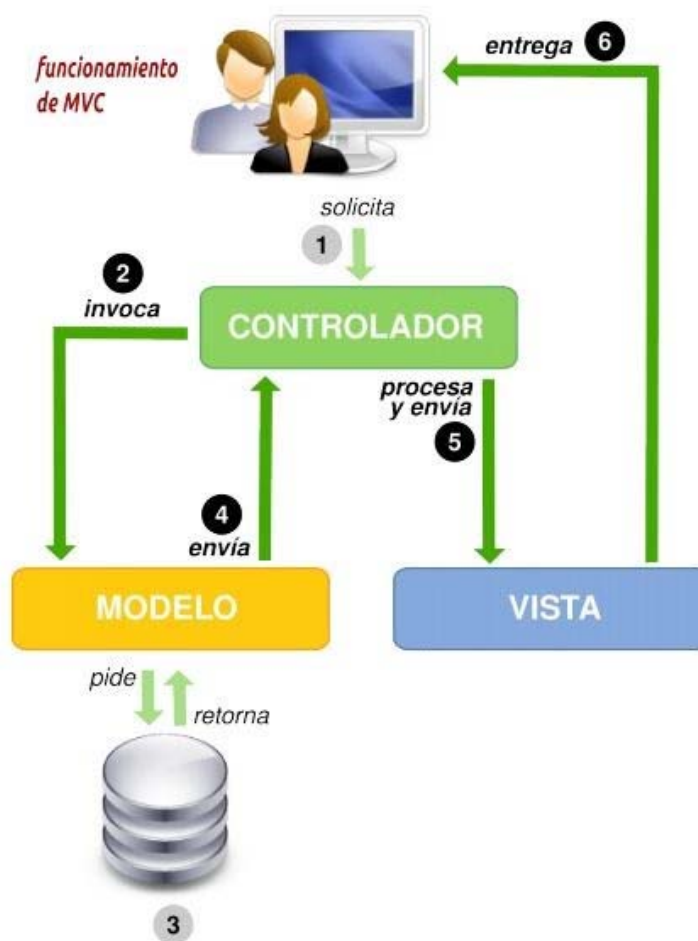 funcionamiento
de MVC
entrega 6
solicita
1
2
invoca
CONTROLADOR
procesa
y envía
5
4
envía
MODELO
VISTA
pide
retorna
3